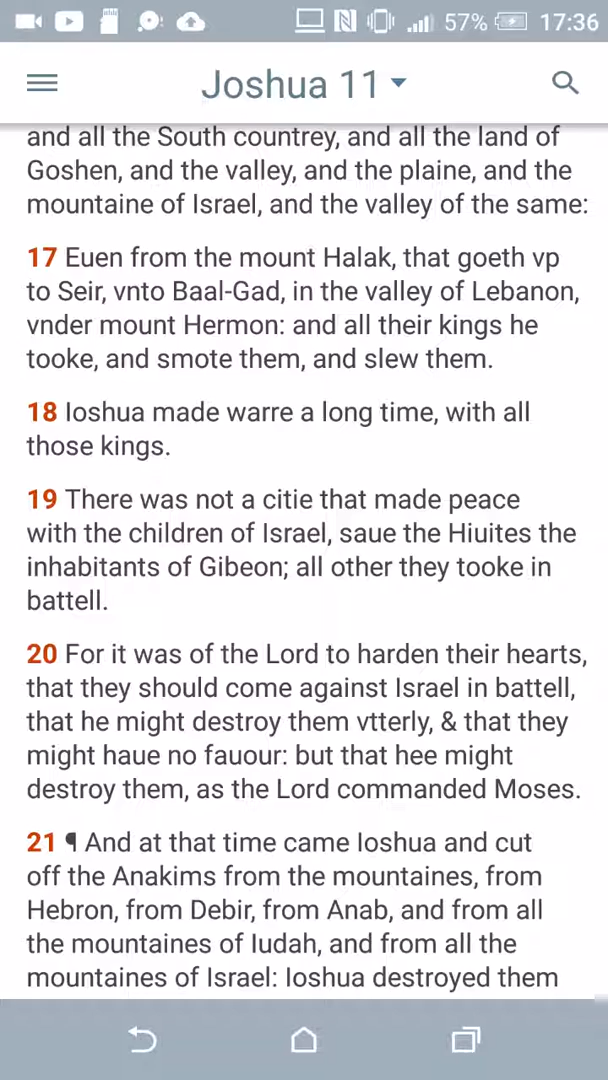 57% 17:36
Joshua 11
and all the South countrey, and all the land of
Goshen, and the valley, and the plaine, and the
mountaine of Israel, and the valley of the same:
17 Euen from the mount Halak, that goeth vp
to Seir, vnto Baal-Gad, in the valley of Lebanon,
vnder mount Hermon: and all their kings he
tooke, and smote them, and slew them.
18 Ioshua made warre a long time, with all
those kings.
19 There was not a citie that made peace
with the children of Israel, saue the Hiuites the
inhabitants of Gibeon; all other they tooke in
battell.
20 For it was of the Lord to harden their hearts,
that they should come against Israel in battell,
that he might destroy them vtterly, & that they
might haue no fauour: but that hee might
destroy them, as the Lord commanded Moses.
21 ¶ And at that time came Ioshua and cut
off the Anakims from the mountaines, from
Hebron, from Debir, from Anab, and from all
the mountaines of Iudah, and from all the
mountaines of Israel: Ioshua destroyed them